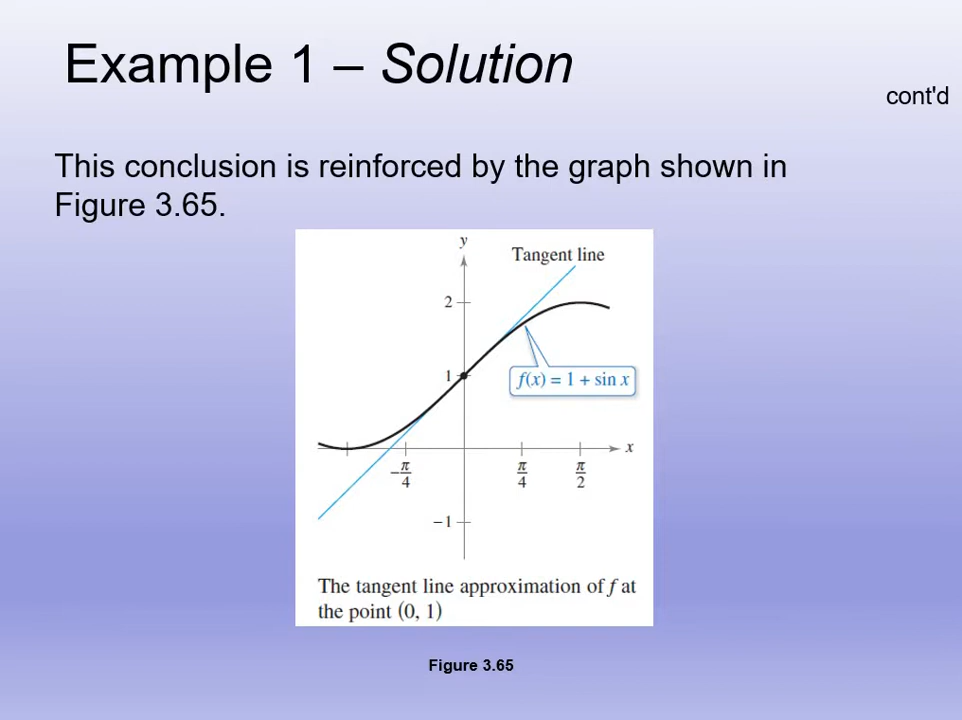 Example 1 – Solution
cont'd
This conclusion is reinforced by the graph shown in
Figure 3.65.
y
Tangent line
2
1
f(x) = 1 + sin x
x
−π/4
π/4
π/2
−1
The tangent line approximation of f at
the point (0, 1)
Figure 3.65